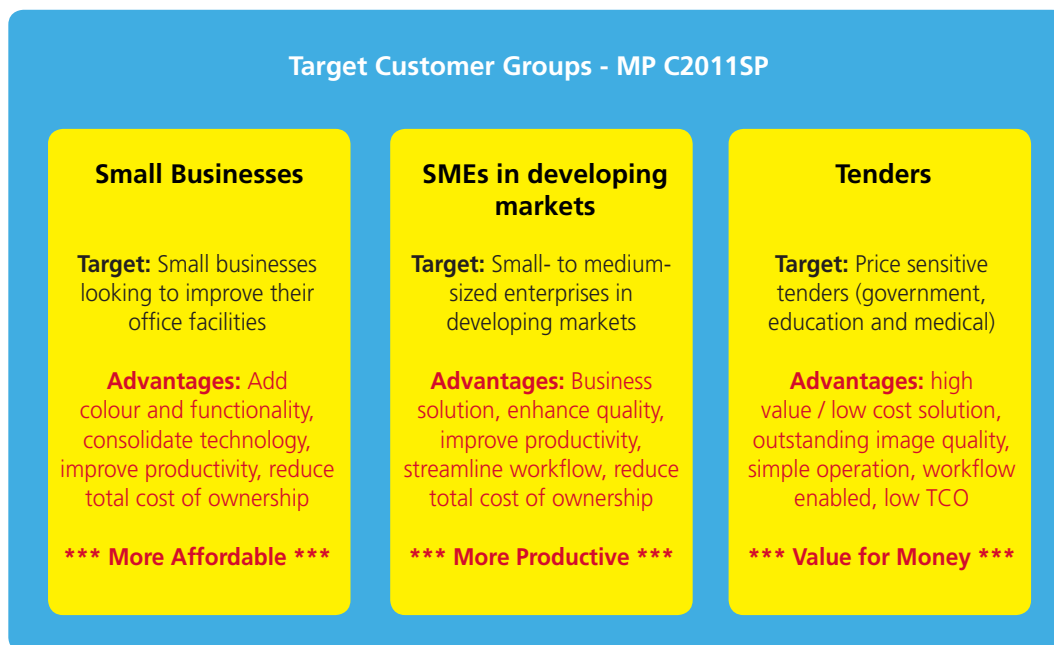 Target Customer Groups - MP C2011SP
Small Businesses
Target: Small businesses
looking to improve their
office facilities
Advantages: Add
colour and functionality,
consolidate technology,
improve productivity, reduce
total cost of ownership
*** More Affordable ***
SMEs in developing
markets
Target: Small- to medium-
sized enterprises in
developing markets
Advantages: Business
solution, enhance quality,
improve productivity,
streamline workflow, reduce
total cost of ownership
*** More Productive ***
Tenders
Target: Price sensitive
tenders (government,
education and medical)
Advantages: high
value / low cost solution,
outstanding image quality,
simple operation, workflow
enabled, low TCO
*** Value for Money ***